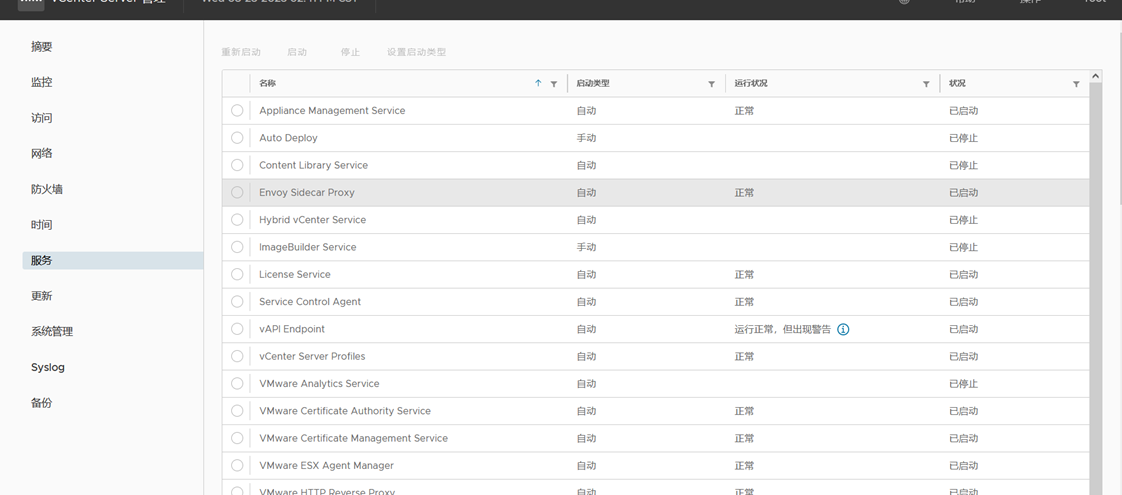 重新启动 启动 停止 设置启动类型
摘要
监控
访问
网络
防火墙
时间
服务
更新
系统管理
Syslog
备份
名称 启动类型 运行状况 状况
Appliance Management Service 自动 正常 已启动
Auto Deploy 手动 已停止
Content Library Service 自动 已停止
Envoy Sidecar Proxy 自动 正常 已启动
Hybrid vCenter Service 自动 已停止
ImageBuilder Service 手动 已停止
License Service 自动 正常 已启动
Service Control Agent 自动 正常 已启动
vAPI Endpoint 自动 运行正常，但出现警告 已启动
vCenter Server Profiles 自动 正常 已启动
VMware Analytics Service 自动 已停止
VMware Certificate Authority Service 自动 正常 已启动
VMware Certificate Management Service 自动 正常 已启动
VMware ESX Agent Manager 自动 正常 已启动
VMware HTTP Reverse Proxy 自动 正常 已启动